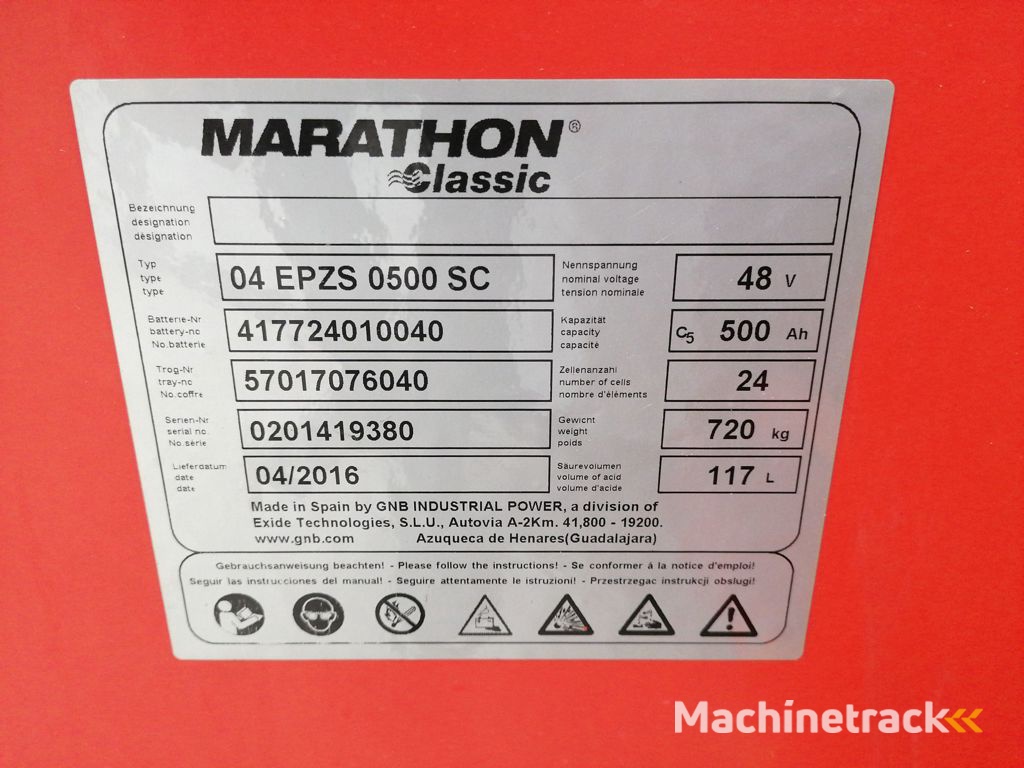 MARATHON®
Classic
Bezeichnung
designation
désignation
Typ
type
type
04 EPZS 0500 SC
Nennspannung
nominal voltage
tension nominale
48 V
Batterie-Nr
battery-no
No.batterie
417724010040
Kapazität
capacity
capacité
C5 500 Ah
Trog-Nr
tray-no
No.coffre
57017076040
Zellenanzahl
number of cells
nombre d'éléments
24
Serien-Nr
serial no.
No.série
0201419380
Gewicht
weight
poids
720 kg
Lieferdatum
date
date
04/2016
Säurevolumen
volume of acid
volume d'acide
117 L
Made in Spain by GNB INDUSTRIAL POWER, a division of
Exide Technologies, S.L.U., Autovia A-2Km. 41,800 - 19200.
www.gnb.com Azuqueca de Henares(Guadalajara)
Gebrauchsanweisung beachten! - Please follow the instructions! - Se conformer á la notice d'emploi!
Seguir las instrucciones del manual! - Seguire attentamente le istruzioni! - Przestrzegac instrukcji obslugi!
Machinetrack